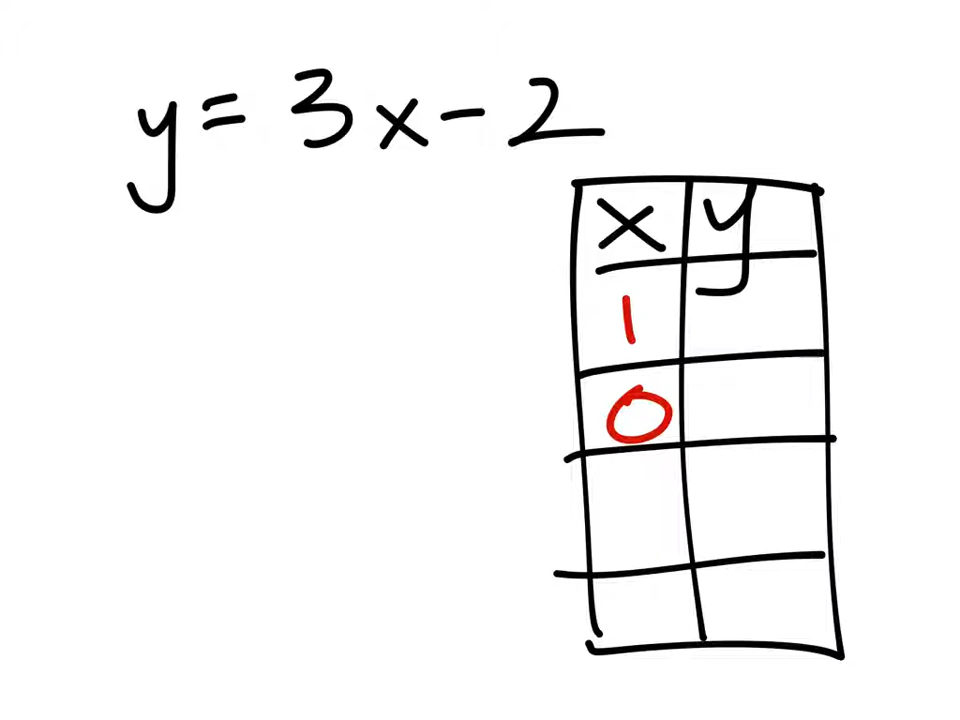 y = 3x - 2
x y
1
0